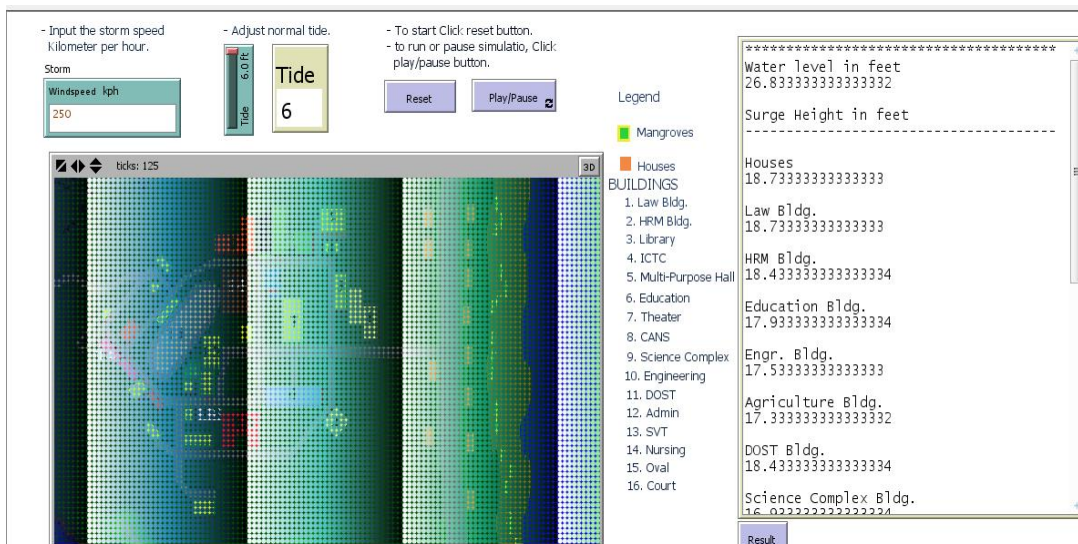 - Input the storm speed
Kilometer per hour.
- Adjust normal tide.
- To start Click reset button.
- to run or pause simulatio, Click
play/pause button.
Storm
Windspeed kph
250
6.0 ft
Tide
Tide
6
Reset
Play/Pause
ticks: 125
3D
Legend
Mangroves
Houses
BUILDINGS
1. Law Bldg.
2. HRM Bldg.
3. Library
4. ICTC
5. Multi-Purpose Hall
6. Education
7. Theater
8. CANS
9. Science Complex
10. Engineering
11. DOST
12. Admin
13. SVT
14. Nursing
15. Oval
16. Court
***************************************
Water level in feet
26.833333333333332
Surge Height in feet
---------------------------------------
Houses
18.73333333333333
Law Bldg.
18.73333333333333
HRM Bldg.
18.433333333333334
Education Bldg.
17.933333333333334
Engr. Bldg.
17.53333333333333
Agriculture Bldg.
17.333333333333332
DOST Bldg.
18.433333333333334
Science Complex Bldg.
16.933333333333334
Result